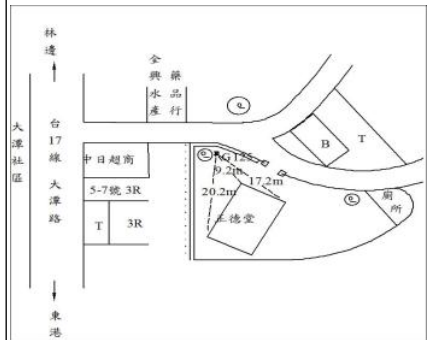 林邊
台17線 大潭路
大潭社區
東港
全興水產
藥品行
中日超商
5-7號 3R
T 3R
G125
9.2m
17.2m
20.2m
正德堂
B
T
廁所